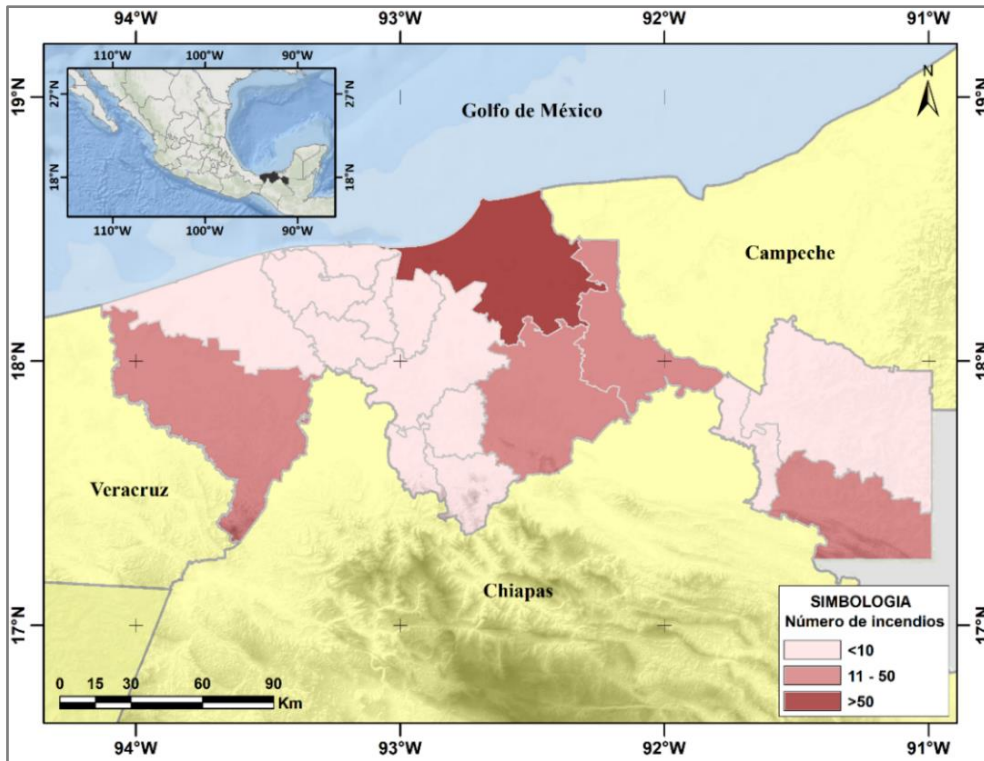 94°W 93°W 92°W 91°W
110°W 100°W 90°W
27°N 27°N
18°N 18°N
110°W 100°W 90°W
N
19°N 19°N
Golfo de México
Campeche
18°N 18°N
Veracruz
Chiapas
17°N 17°N
SIMBOLOGIA
Número de incendios
<10
11 - 50
>50
0 15 30 60 90
Km
94°W 93°W 92°W 91°W